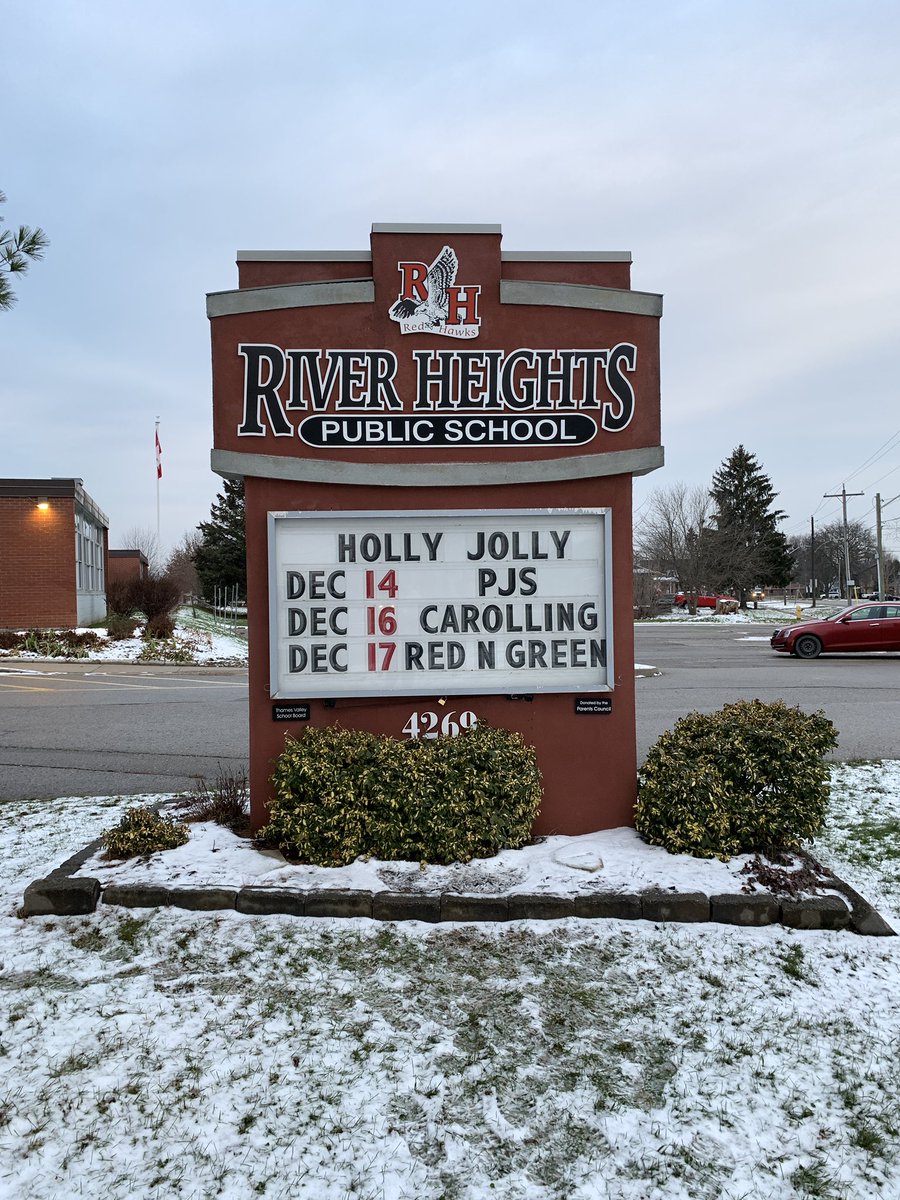 RH
Red Hawks
RIVER HEIGHTS
PUBLIC SCHOOL
HOLLY JOLLY
DEC 14 PJS
DEC 16 CAROLLING
DEC 17 RED N GREEN
Thames Valley
School Board
Donated by the
Parents Council
4269